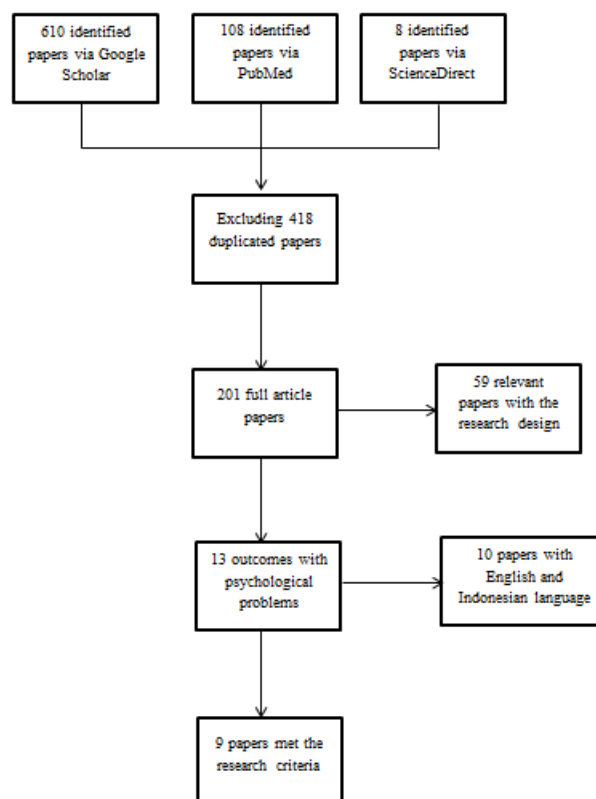 610 identified
papers via Google
Scholar
108 identified
papers via
PubMed
8 identified
papers via
ScienceDirect
Excluding 418
duplicated papers
201 full article
papers
59 relevant
papers with the
research design
13 outcomes with
psychological
problems
10 papers with
English and
Indonesian language
9 papers met the
research criteria